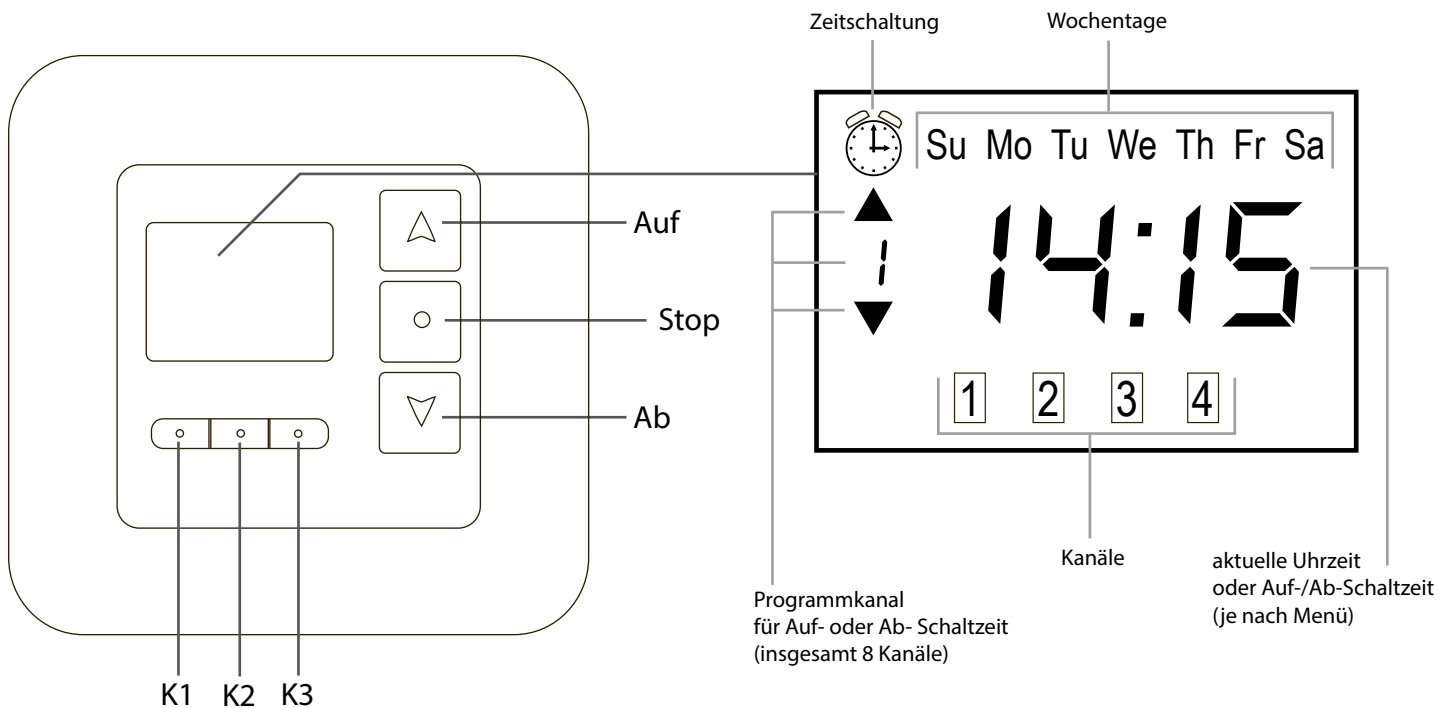 Zeitschaltung
Wochentage
Su Mo Tu We Th Fr Sa
Auf
1
14:15
Stop
Ab
1 2 3 4
Kanäle
aktuelle Uhrzeit
oder Auf-/Ab-Schaltzeit
(je nach Menü)
Programmkanal
für Auf- oder Ab- Schaltzeit
(insgesamt 8 Kanäle)
K1 K2 K3